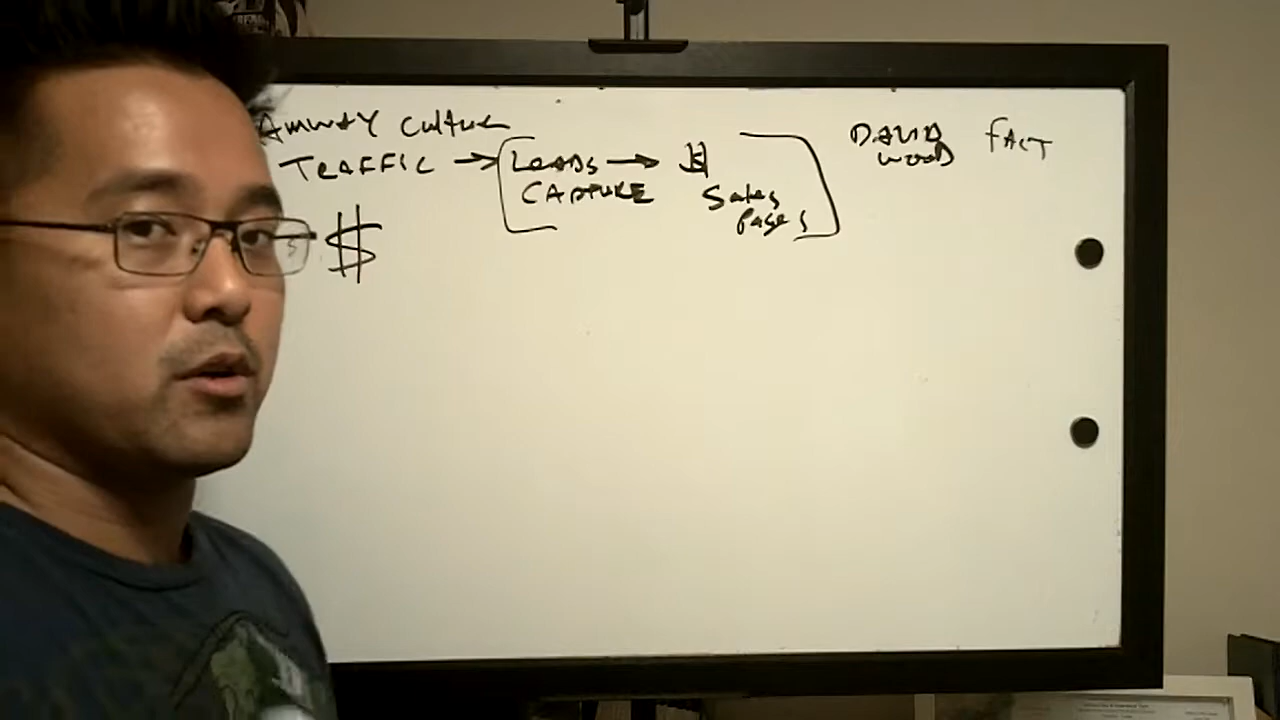 Amway Culture
TRAFFIC → LEADS →
CAPTURE
Sales
Pages
$
DAVID
WOOD
FACT